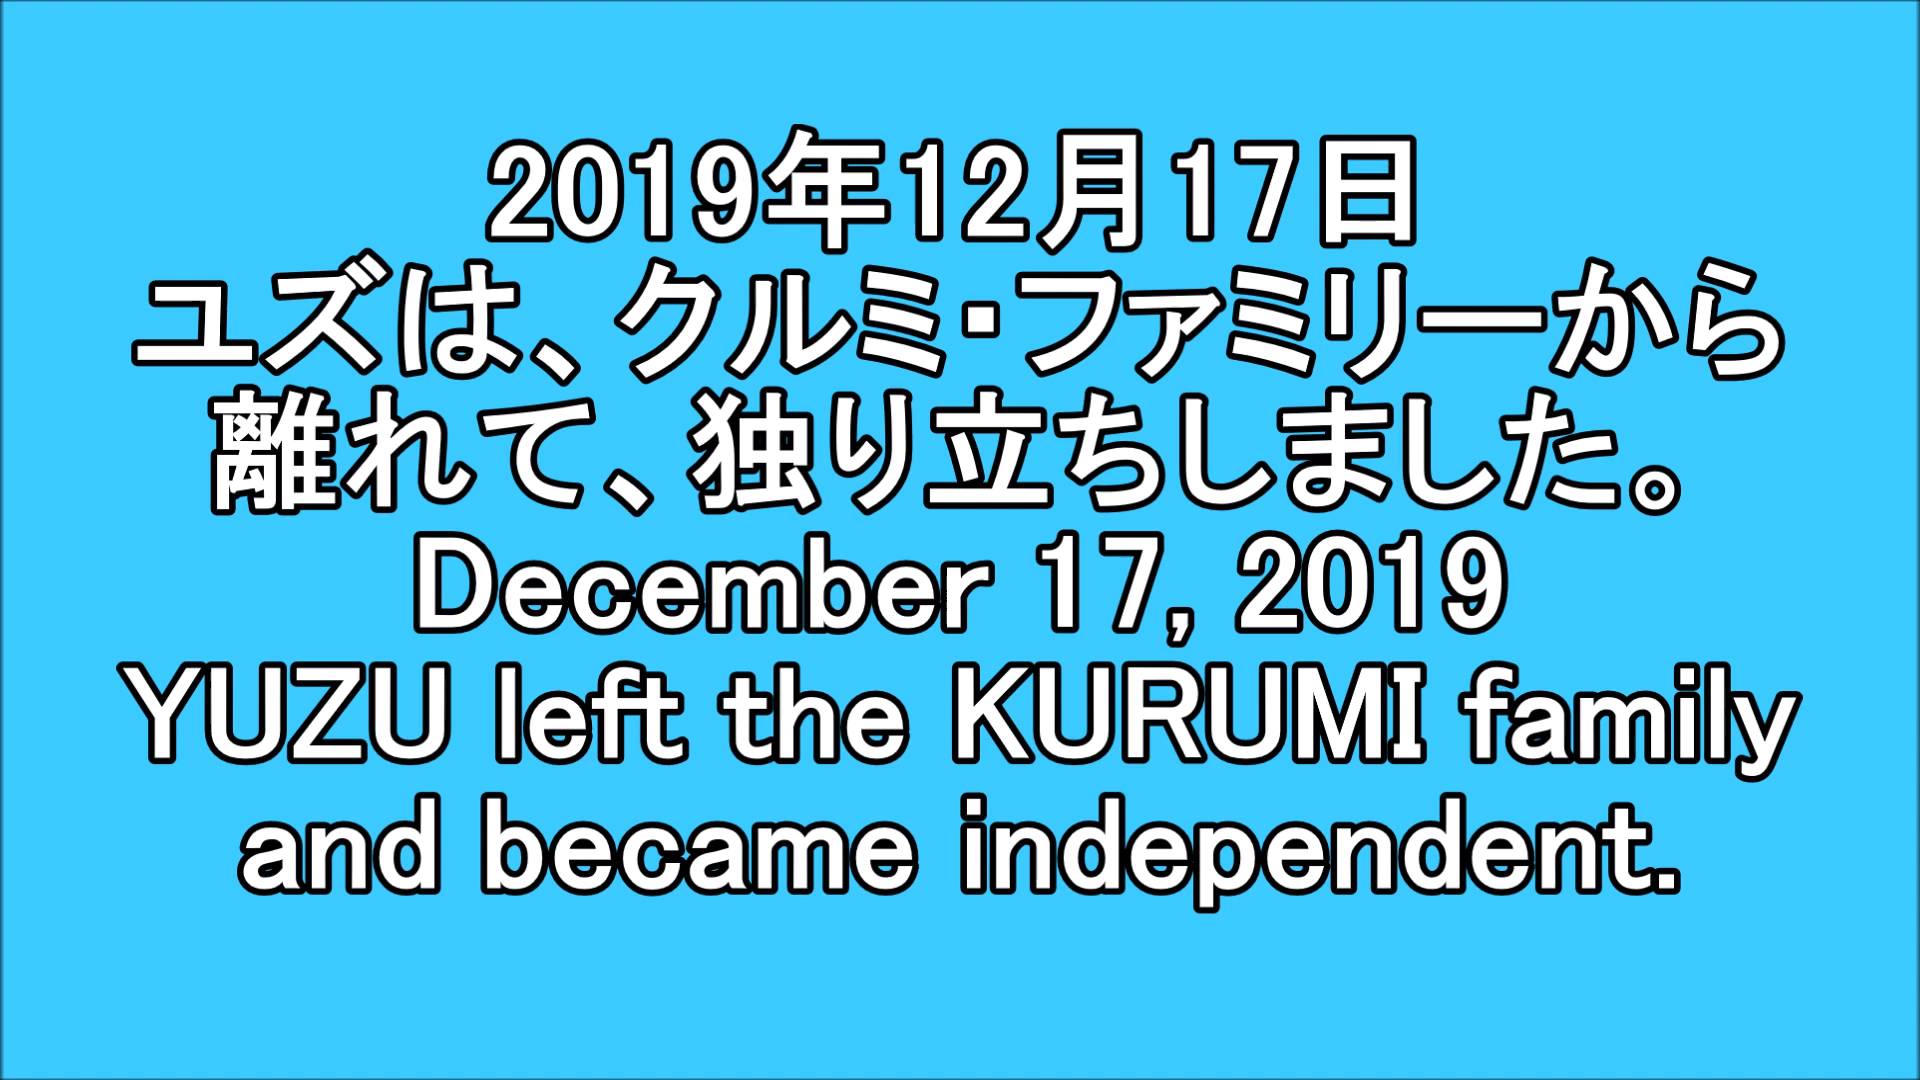 2019年12月17日
ユズは、クルミ・ファミリーから
離れて、独り立ちしました。
December 17, 2019
YUZU left the KURUMI family
and became independent.